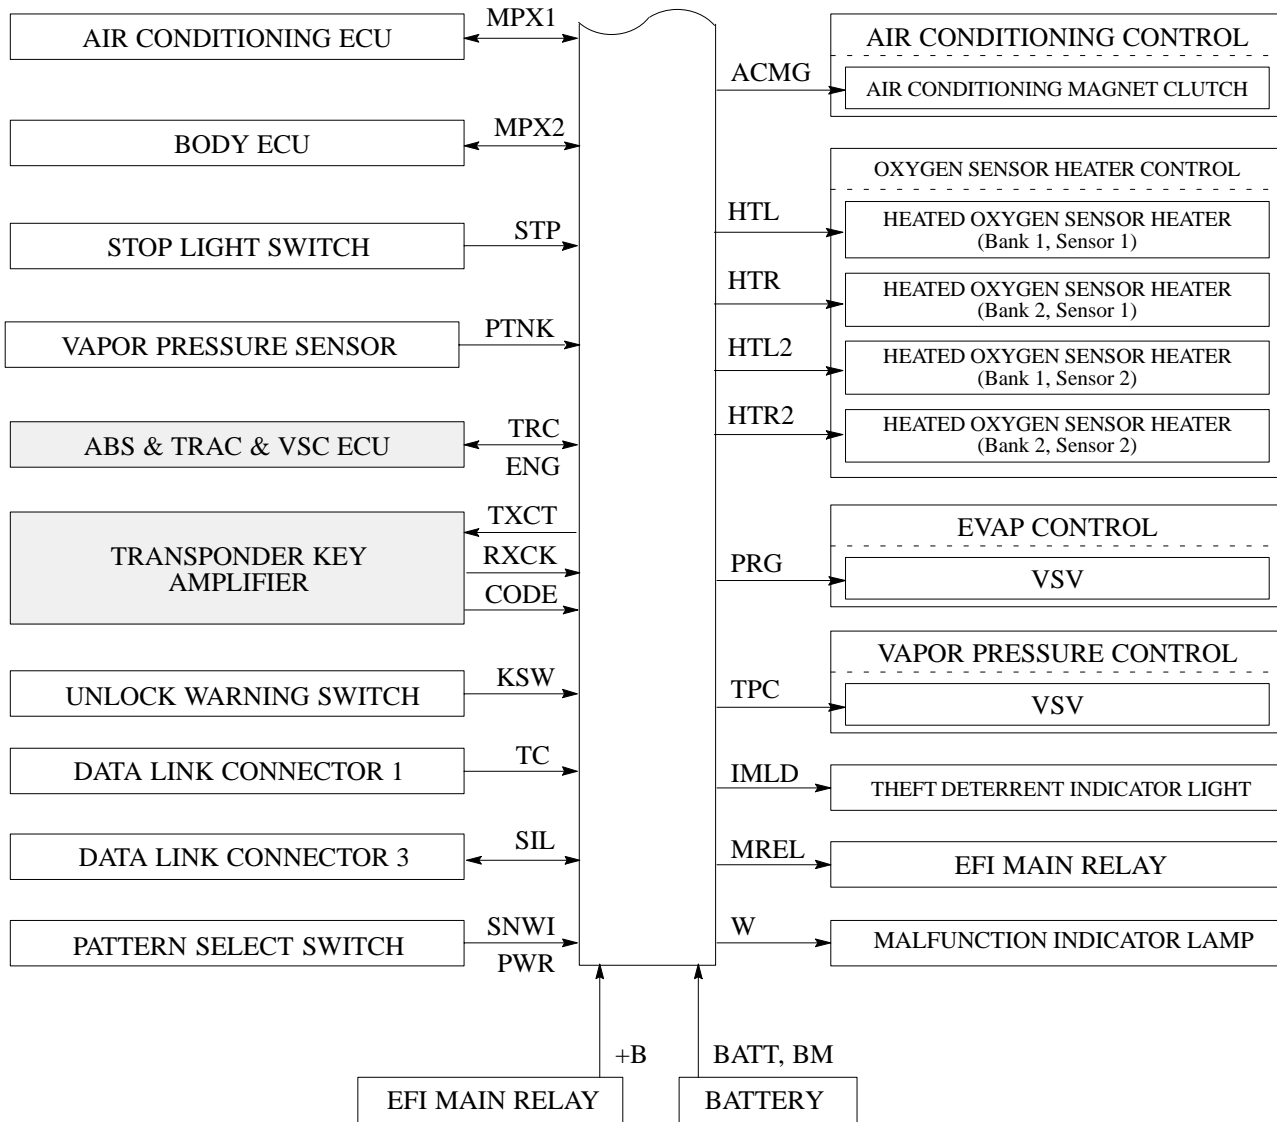 MPX1
AIR CONDITIONING ECU
MPX2
BODY ECU
STP
STOP LIGHT SWITCH
PTNK
VAPOR PRESSURE SENSOR
TRC
ABS & TRAC & VSC ECU
ENG
TXCT
TRANSPONDER KEY
AMPLIFIER
RXCK
CODE
KSW
UNLOCK WARNING SWITCH
TC
DATA LINK CONNECTOR 1
SIL
DATA LINK CONNECTOR 3
SNWI
PATTERN SELECT SWITCH
PWR
AIR CONDITIONING CONTROL
ACMG
AIR CONDITIONING MAGNET CLUTCH
OXYGEN SENSOR HEATER CONTROL
HTL
HEATED OXYGEN SENSOR HEATER
(Bank 1, Sensor 1)
HTR
HEATED OXYGEN SENSOR HEATER
(Bank 2, Sensor 1)
HTL2
HEATED OXYGEN SENSOR HEATER
(Bank 1, Sensor 2)
HTR2
HEATED OXYGEN SENSOR HEATER
(Bank 2, Sensor 2)
EVAP CONTROL
PRG
VSV
VAPOR PRESSURE CONTROL
TPC
VSV
IMLD
THEFT DETERRENT INDICATOR LIGHT
MREL
EFI MAIN RELAY
W
MALFUNCTION INDICATOR LAMP
+B
EFI MAIN RELAY
BATT, BM
BATTERY